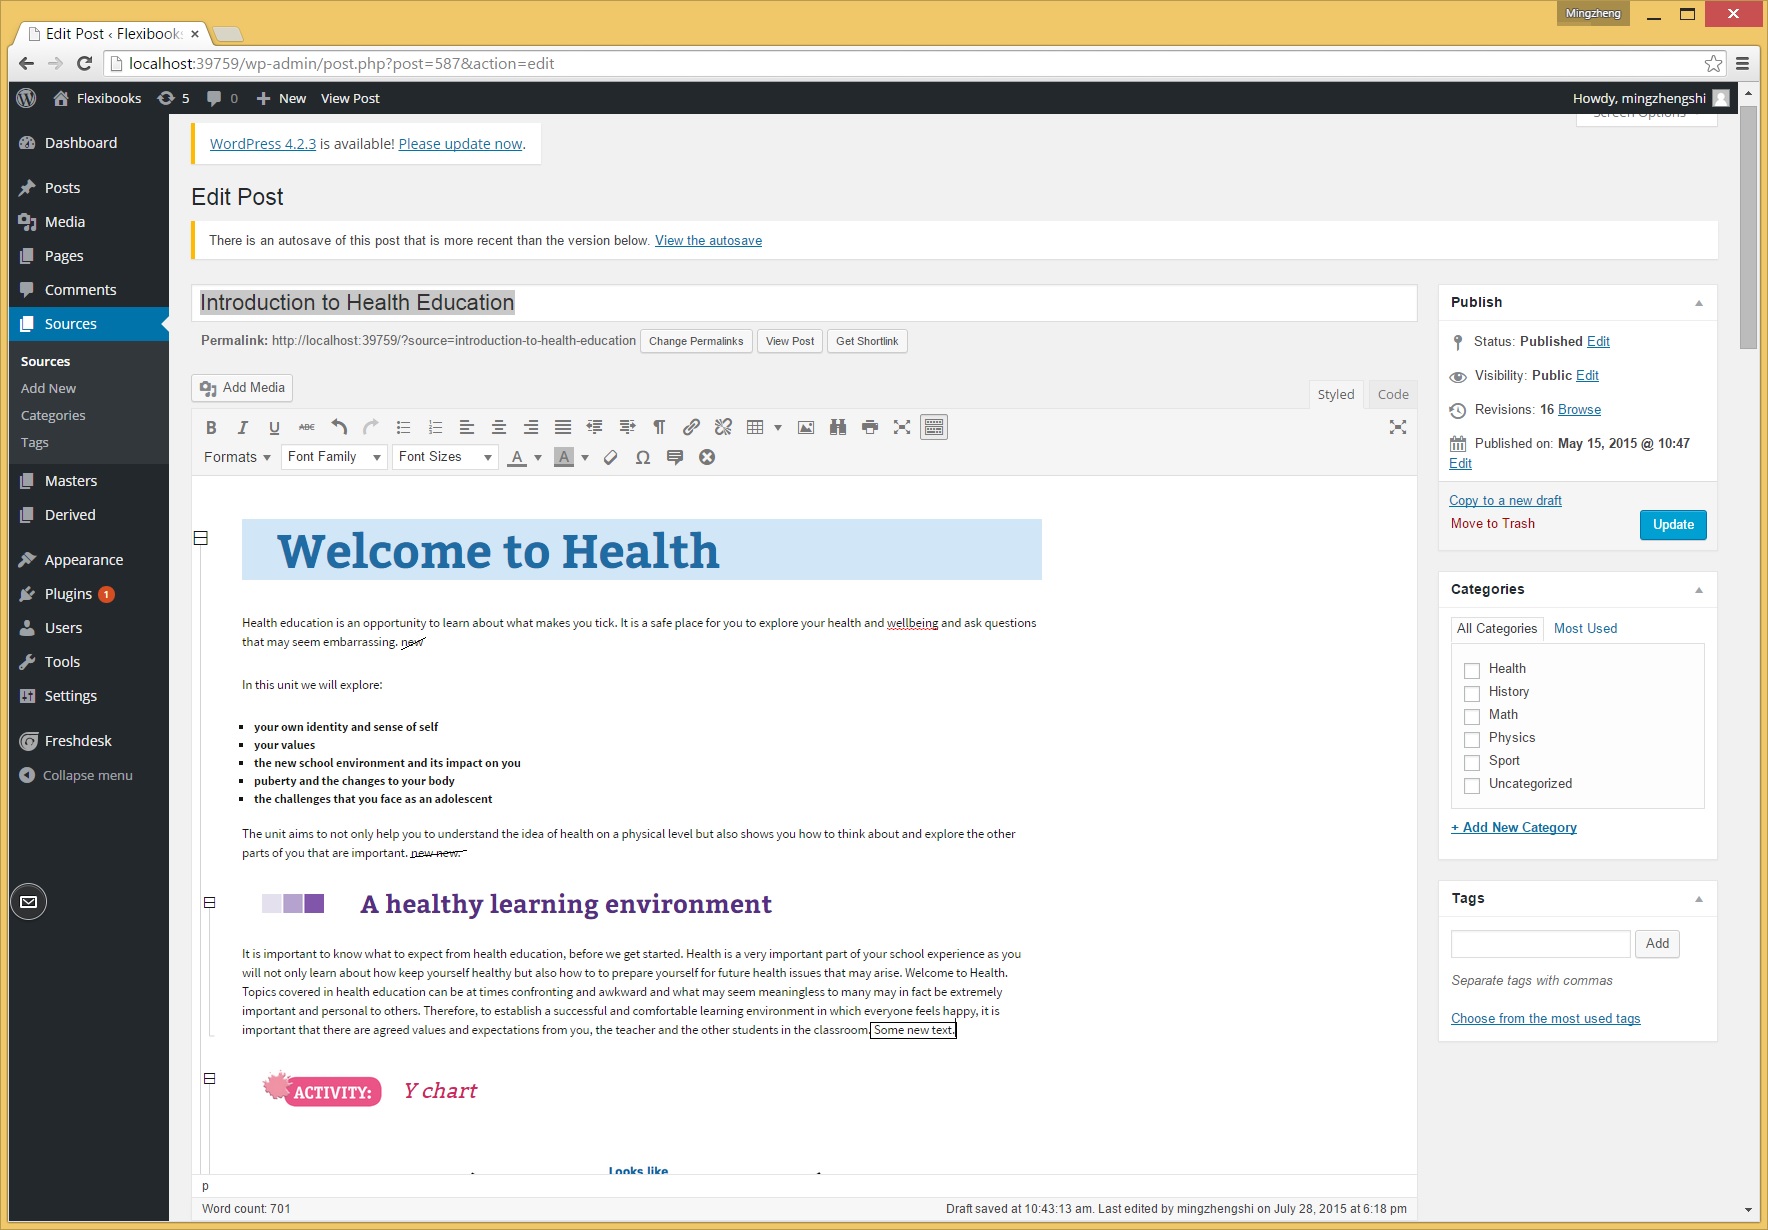 Mingzheng
Edit Post ‹ Flexibooks
localhost:39759/wp-admin/post.php?post=587&action=edit
Flexibooks 5 0 New View Post
Howdy, mingzhengshi
Screen Options
Dashboard
Posts
Media
Pages
Comments
Sources
Sources
Add New
Categories
Tags
Masters
Derived
Appearance
Plugins 1
Users
Tools
Settings
Freshdesk
Collapse menu
WordPress 4.2.3 is available! Please update now.
Edit Post
There is an autosave of this post that is more recent than the version below. View the autosave
Introduction to Health Education
Permalink: http://localhost:39759/?source=introduction-to-health-education Change Permalinks View Post Get Shortlink
Add Media
Styled Code
B I U ABC
Formats Font Family Font Sizes A A Ω
Welcome to Health
Health education is an opportunity to learn about what makes you tick. It is a safe place for you to explore your health and wellbeing and ask questions
that may seem embarrassing. new
In this unit we will explore:
your own identity and sense of self
your values
the new school environment and its impact on you
puberty and the changes to your body
the challenges that you face as an adolescent
The unit aims to not only help you to understand the idea of health on a physical level but also shows you how to think about and explore the other
parts of you that are important. new new.
A healthy learning environment
It is important to know what to expect from health education, before we get started. Health is a very important part of your school experience as you
will not only learn about how keep yourself healthy but also how to to prepare yourself for future health issues that may arise. Welcome to Health.
Topics covered in health education can be at times confronting and awkward and what may seem meaningless to many may in fact be extremely
important and personal to others. Therefore, to establish a successful and comfortable learning environment in which everyone feels happy, it is
important that there are agreed values and expectations from you, the teacher and the other students in the classroom. Some new text.
ACTIVITY: Y chart
Looks like
p
Word count: 701
Draft saved at 10:43:13 am. Last edited by mingzhengshi on July 28, 2015 at 6:18 pm
Publish
Status: Published Edit
Visibility: Public Edit
Revisions: 16 Browse
Published on: May 15, 2015 @ 10:47
Edit
Copy to a new draft
Move to Trash
Update
Categories
All Categories Most Used
Health
History
Math
Physics
Sport
Uncategorized
+ Add New Category
Tags
Add
Separate tags with commas
Choose from the most used tags